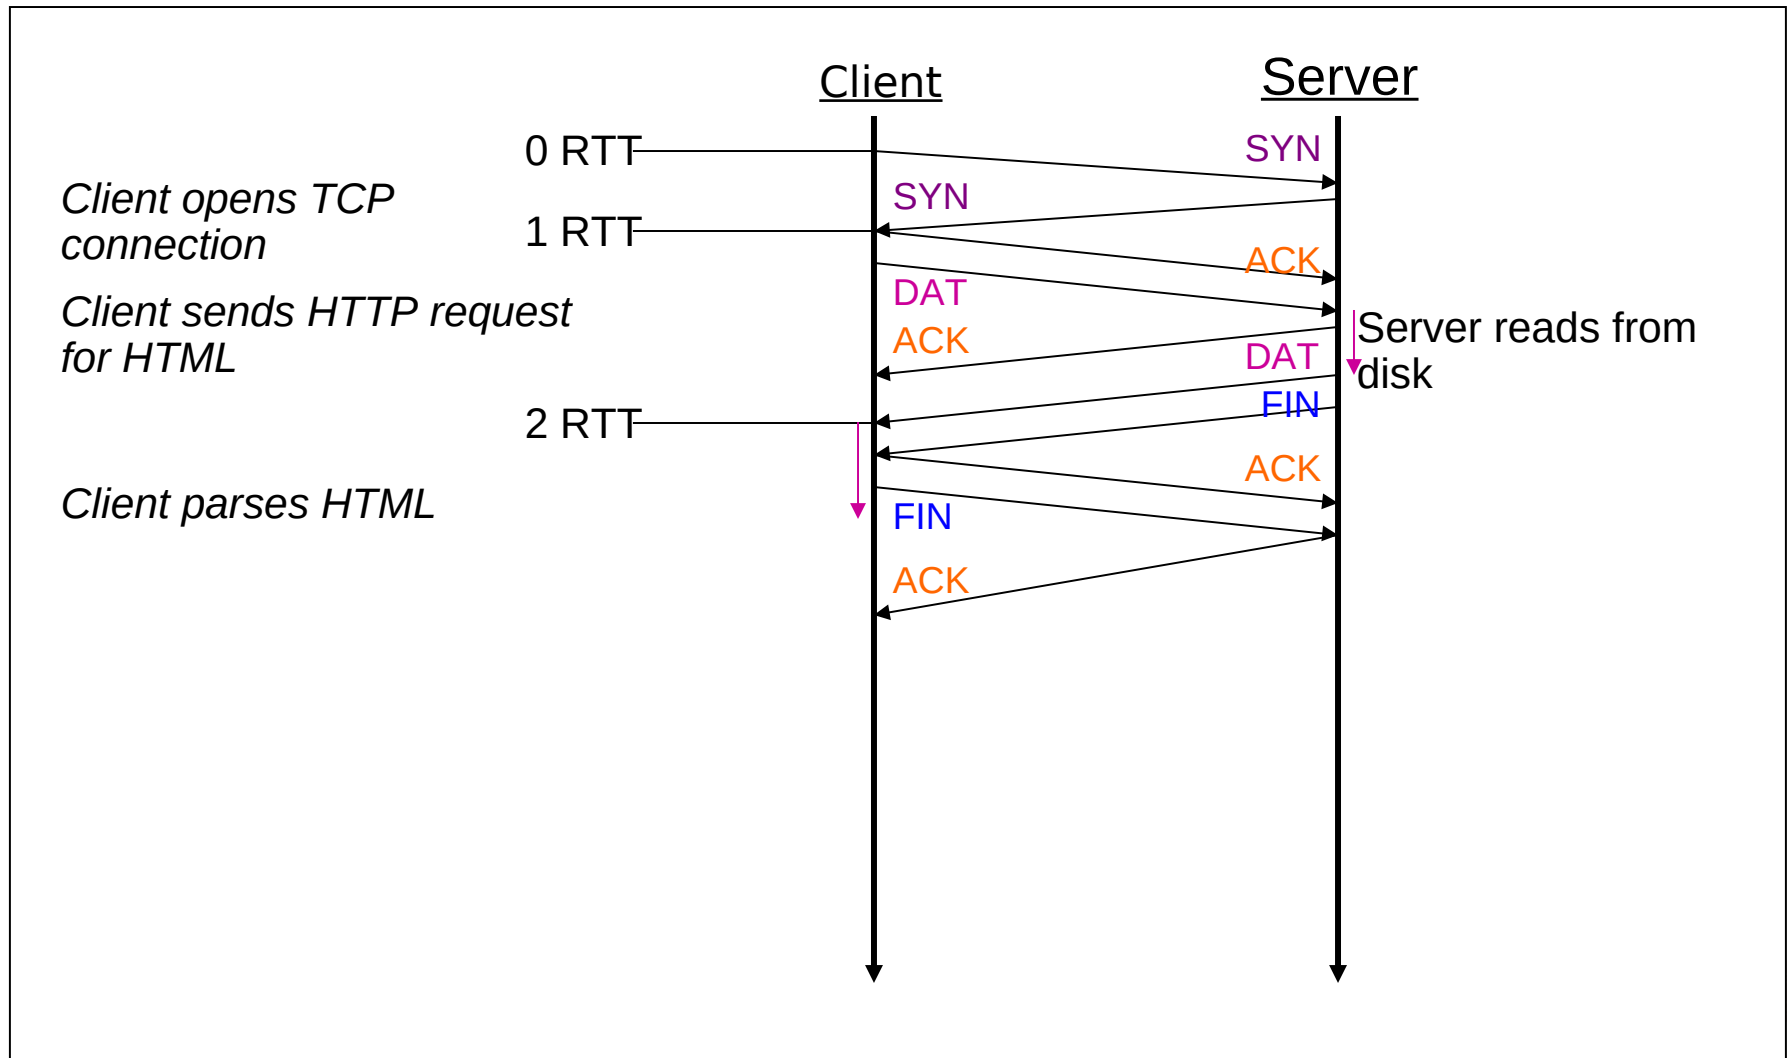 Client
Server
0 RTT
SYN
Client opens TCP
connection
SYN
1 RTT
ACK
Client sends HTTP request
for HTML
DAT
ACK
Server reads from
disk
DAT
FIN
2 RTT
ACK
Client parses HTML
FIN
ACK